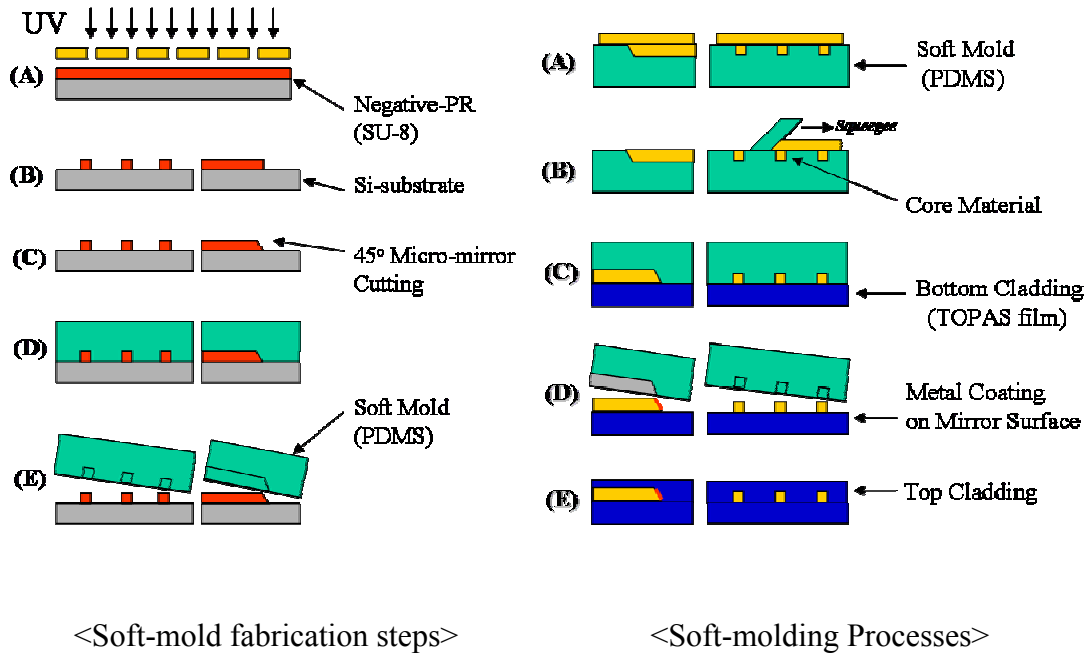 UV
(A)
Negative-PR
(SU-8)
(B)
Si-substrate
(C)
45° Micro-mirror
Cutting
(D)
Soft Mold
(PDMS)
(E)
<Soft-mold fabrication steps>
(A)
Soft Mold
(PDMS)
Squeegee
(B)
Core Material
(C)
Bottom Cladding
(TOPAS film)
(D)
Metal Coating
on Mirror Surface
(E)
Top Cladding
<Soft-molding Processes>